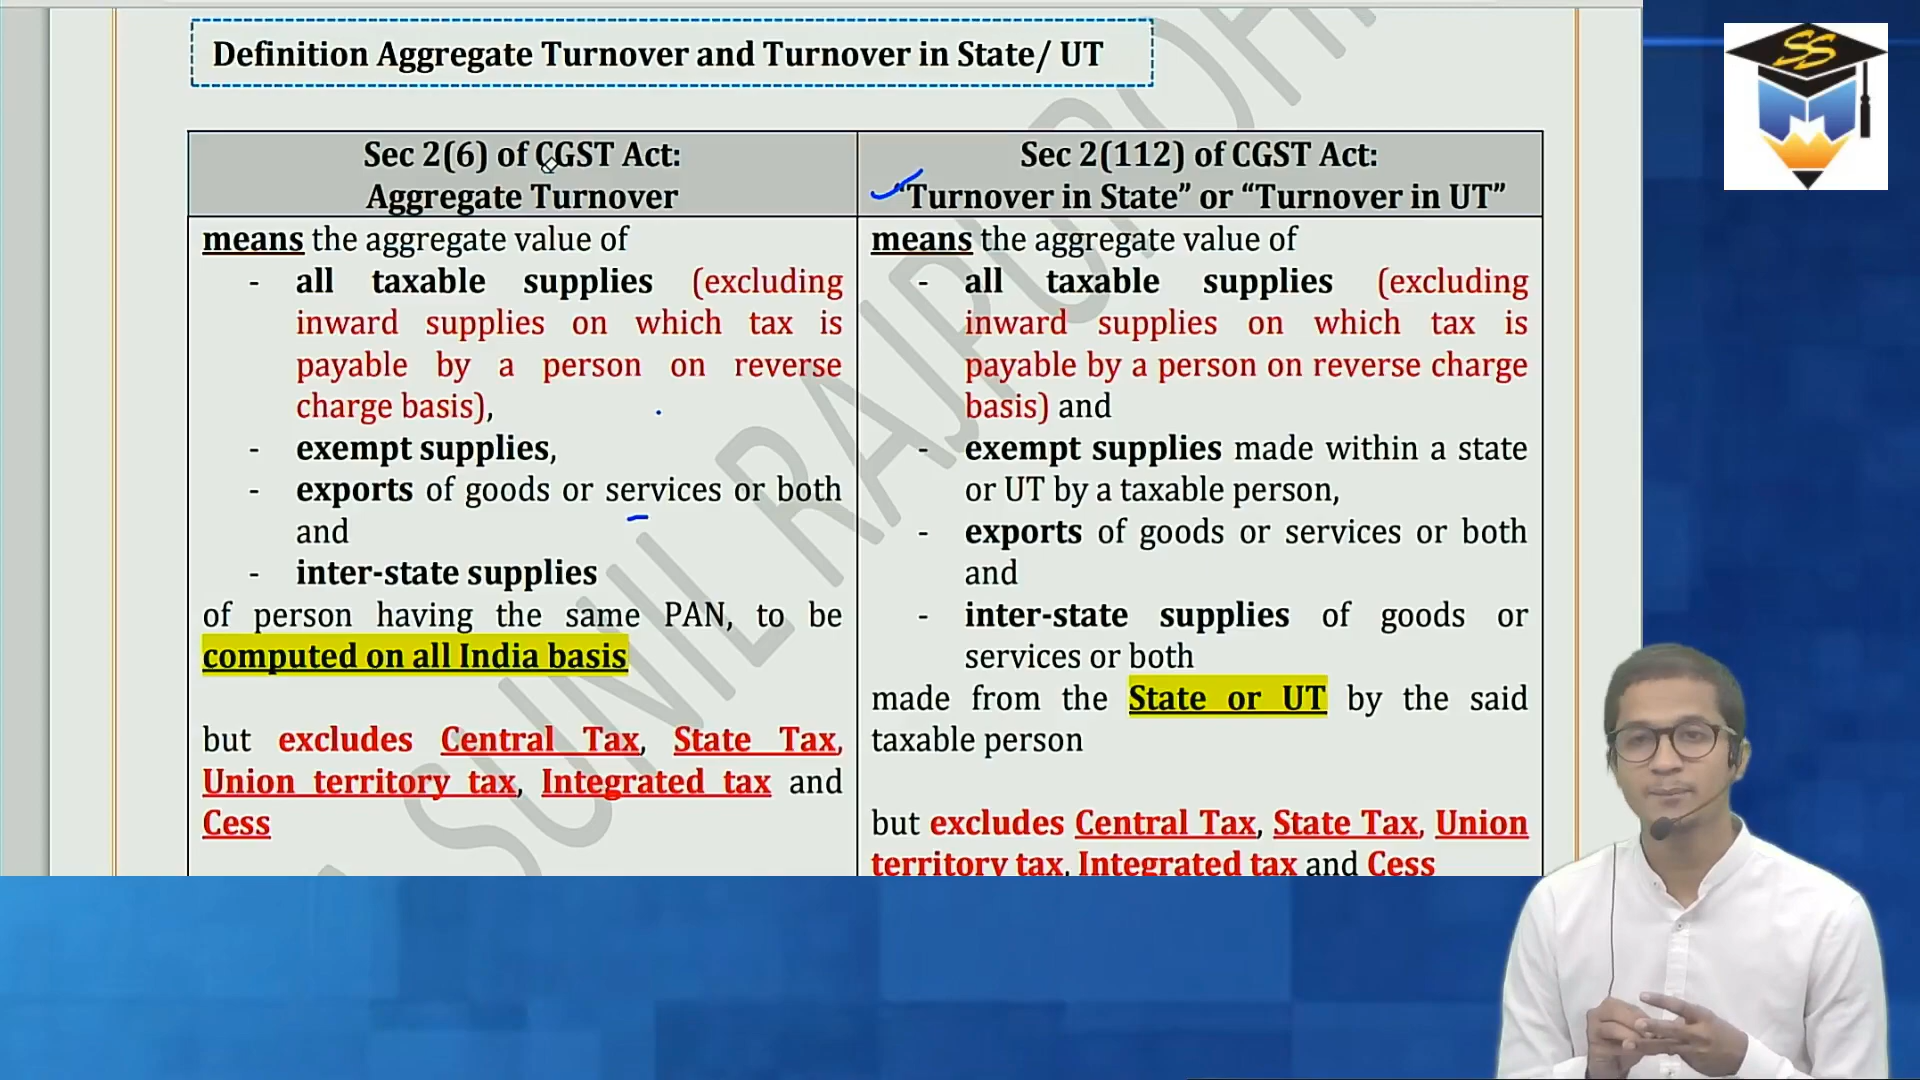 Definition Aggregate Turnover and Turnover in State/ UT
Sec 2(6) of CGST Act:
Aggregate Turnover
means the aggregate value of
- all taxable supplies (excluding
inward supplies on which tax is
payable by a person on reverse
charge basis),
- exempt supplies,
- exports of goods or services or both
and
- inter-state supplies
of person having the same PAN, to be
computed on all India basis
but excludes Central Tax, State Tax,
Union territory tax, Integrated tax and
Cess
Sec 2(112) of CGST Act:
“Turnover in State” or “Turnover in UT”
means the aggregate value of
- all taxable supplies (excluding
inward supplies on which tax is
payable by a person on reverse charge
basis) and
- exempt supplies made within a state
or UT by a taxable person,
- exports of goods or services or both
and
- inter-state supplies of goods or
services or both
made from the State or UT by the said
taxable person
but excludes Central Tax, State Tax, Union
territory tax, Integrated tax and Cess
SUNIL RAJPUROH
SS